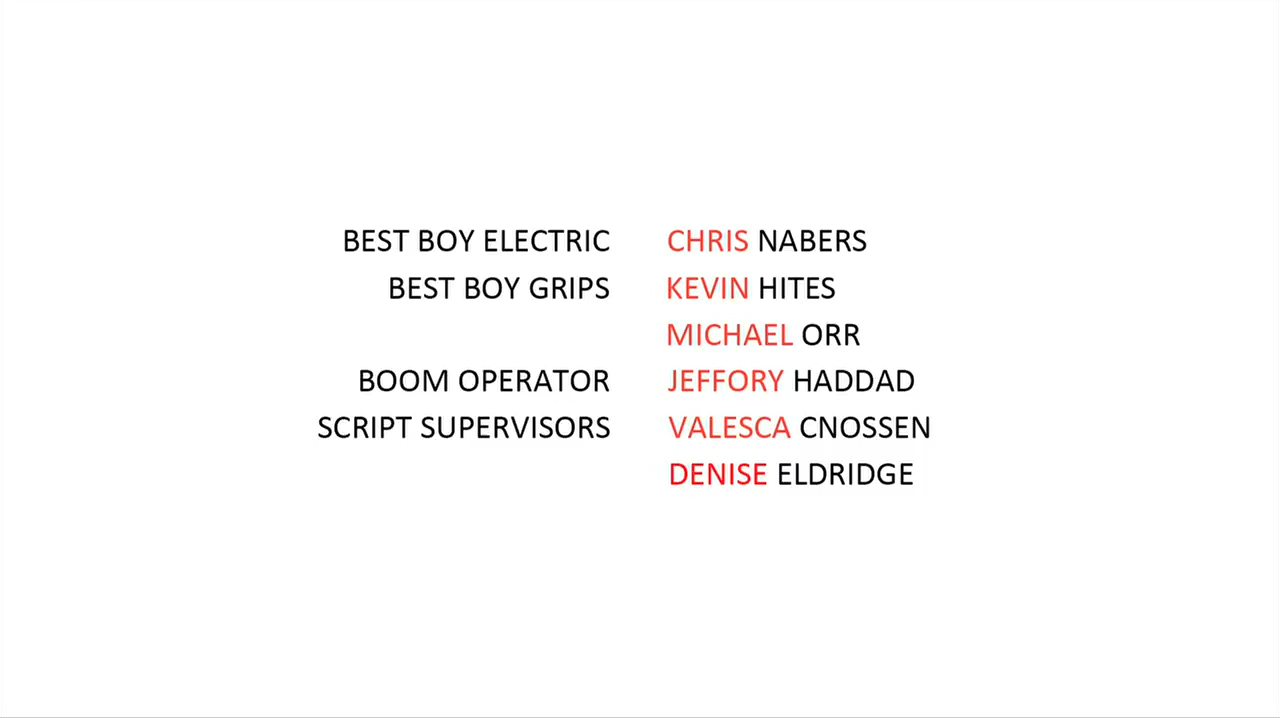 BEST BOY ELECTRIC CHRIS NABERS
BEST BOY GRIPS KEVIN HITES
MICHAEL ORR
BOOM OPERATOR JEFFORY HADDAD
SCRIPT SUPERVISORS VALESCA CNOSSEN
DENISE ELDRIDGE